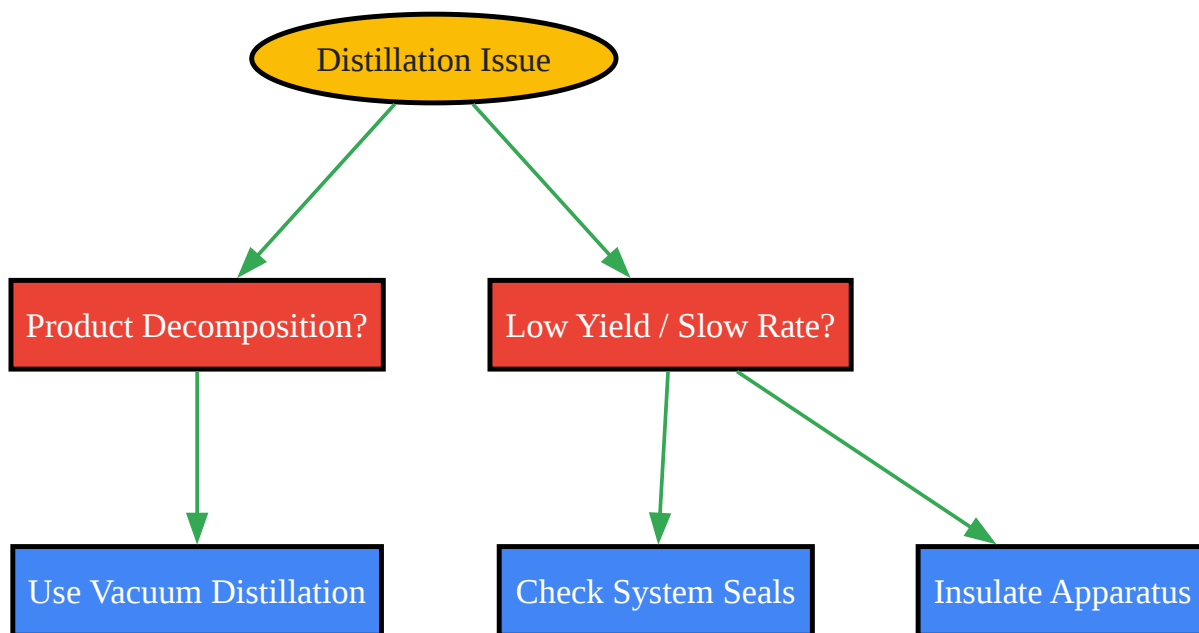 Distillation Issue
Product Decomposition?
Low Yield / Slow Rate?
Use Vacuum Distillation
Check System Seals
Insulate Apparatus